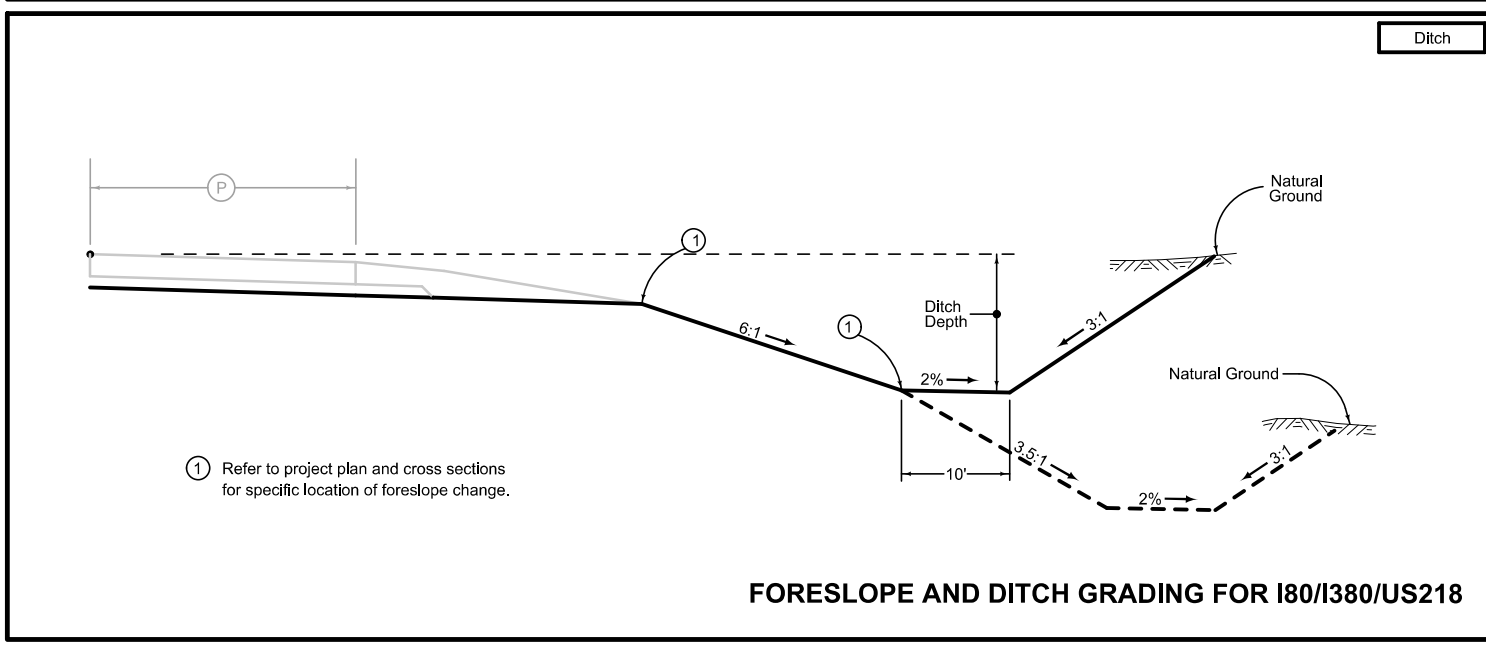 Ditch
P
Natural
Ground
1
Ditch
Depth
6:1
1
3:1
2%
Natural Ground
3.5:1
3:1
10'
2%
1 Refer to project plan and cross sections
for specific location of foreslope change.
FORESLOPE AND DITCH GRADING FOR I80/I380/US218